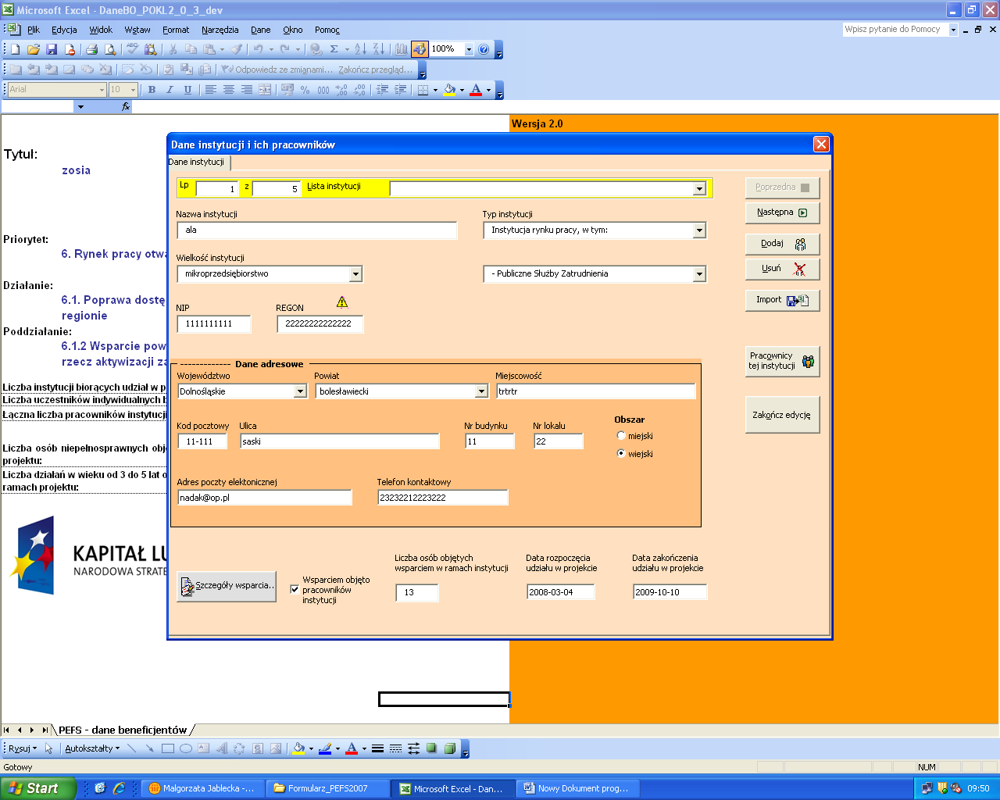 Microsoft Excel - DaneBO_POKL2_0_3_dev
Plik Edycja Widok Wstaw Format Narzędzia Dane Okno Pomoc
Wpisz pytanie do Pomocy
100%
Odpowiedz ze zmianami... Zakończ przegląd...
Arial 10 B I U % 000
fx
Wersja 2.0
Tytuł:
zosia
Priorytet:
6. Rynek pracy otwa
Działanie:
6.1. Poprawa dostę
regionie
Poddziałanie:
6.1.2 Wsparcie pow
rzecz aktywizacji za
Liczba instytucji biorących udział w p
Liczba uczestników indywidualnych b
Łączna liczba pracowników instytucji
Liczba osób niepełnosprawnych obję
projektu:
Liczba działań w wieku od 3 do 5 lat o
ramach projektu:
KAPITAŁ LU
NARODOWA STRATE
Dane instytucji i ich pracowników
Dane instytucji
Lp 1 z 5 Lista instytucji
Nazwa instytucji
ala
Typ instytucji
Instytucja rynku pracy, w tym:
Wielkość instytucji
mikroprzedsiębiorstwo
- Publiczne Służby Zatrudnienia
NIP
1111111111
REGON
22222222222222
Dane adresowe
Województwo Powiat Miejscowość
Dolnośląskie bolesławiecki trtrtr
Kod pocztowy Ulica Nr budynku Nr lokalu
11-111 saski 11 22
Obszar
miejski
wiejski
Adres poczty elektonicznej Telefon kontaktowy
nadak@op.pl 23232212223222
Szczegóły wsparcia..
Wsparciem objęto
pracowników
instytucji
Liczba osób objętych
wsparciem w ramach instytucji
13
Data rozpoczęcia
udziału w projekcie
2008-03-04
Data zakończenia
udziału w projekcie
2009-10-10
Poprzedna
Następna
Dodaj
Usuń
Import
Pracownicy
tej instytucji
Zakończ edycję
PEFS - dane beneficjentów
Rysuj Autokształty
Gotowy
NUM
Start
Malgorzata Jablecka -...
Formularz_PEFS2007
Microsoft Excel - Dan...
Nowy Dokument prog...
09:50